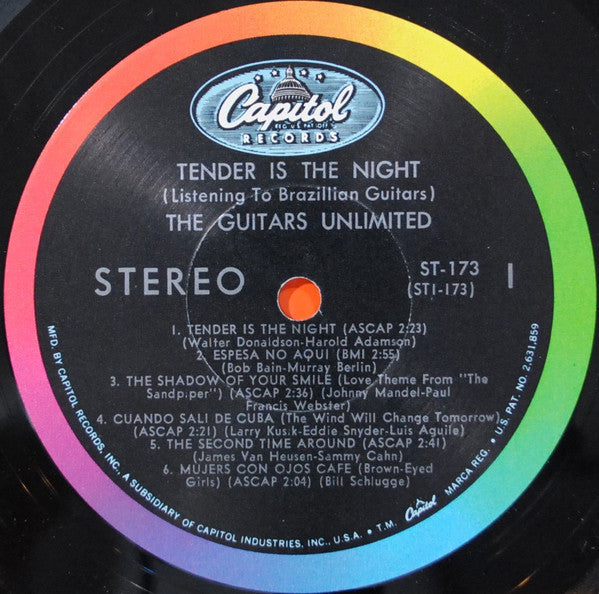 Capitol
REG. U.S. PAT. OFF.
RECORDS
TENDER IS THE NIGHT
(Listening To Brazillian Guitars)
THE GUITARS UNLIMITED
STEREO
ST-173
(ST1-173)
1
1. TENDER IS THE NIGHT (ASCAP 2:23)
(Walter Donaldson-Harold Adamson)
2. ESPESA NO AQUI (BMI 2:55)
(Bob Bain-Murray Berlin)
3. THE SHADOW OF YOUR SMILE (Love Theme From "The
Sandpiper") (ASCAP 2:36) (Johnny Mandel-Paul
Francis Webster)
4. CUANDO SALI DE CUBA (The Wind Will Change Tomorrow)
(ASCAP 2:21) (Larry Kusik-Eddie Snyder-Luis Aguile)
5. THE SECOND TIME AROUND (ASCAP 2:41)
(James Van Heusen-Sammy Cahn)
6. MUJERS CON OJOS CAFE (Brown-Eyed
Girls) (ASCAP 2:04) (Bill Schlugge)
MFD. BY CAPITOL RECORDS, INC., A SUBSIDIARY OF CAPITOL INDUSTRIES, INC., U.S.A. • T.M. Capitol MARCA REG. • U.S. PAT. NO. 2,631,859